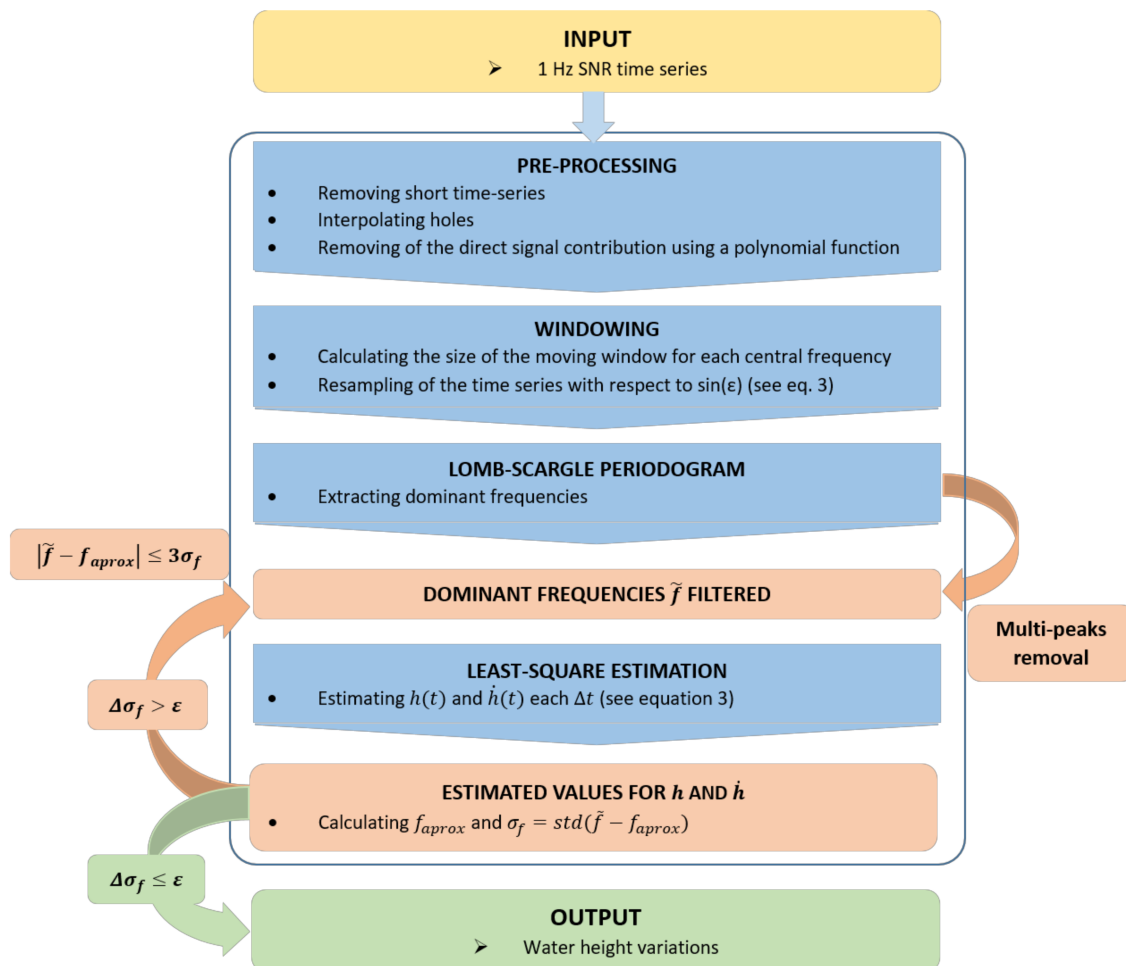 INPUT
➢ 1 Hz SNR time series
PRE-PROCESSING
• Removing short time-series
• Interpolating holes
• Removing of the direct signal contribution using a polynomial function
WINDOWING
• Calculating the size of the moving window for each central frequency
• Resampling of the time series with respect to sin(ε) (see eq. 3)
LOMB-SCARGLE PERIODOGRAM
• Extracting dominant frequencies
|f̃ − f_aprox| ≤ 3σ_f
DOMINANT FREQUENCIES f̃ FILTERED
Multi-peaks
removal
LEAST-SQUARE ESTIMATION
• Estimating h(t) and ḣ(t) each Δt (see equation 3)
Δσ_f > ε
ESTIMATED VALUES FOR h AND ḣ
• Calculating f_aprox and σ_f = std(f̃ − f_aprox)
Δσ_f ≤ ε
OUTPUT
➢ Water height variations